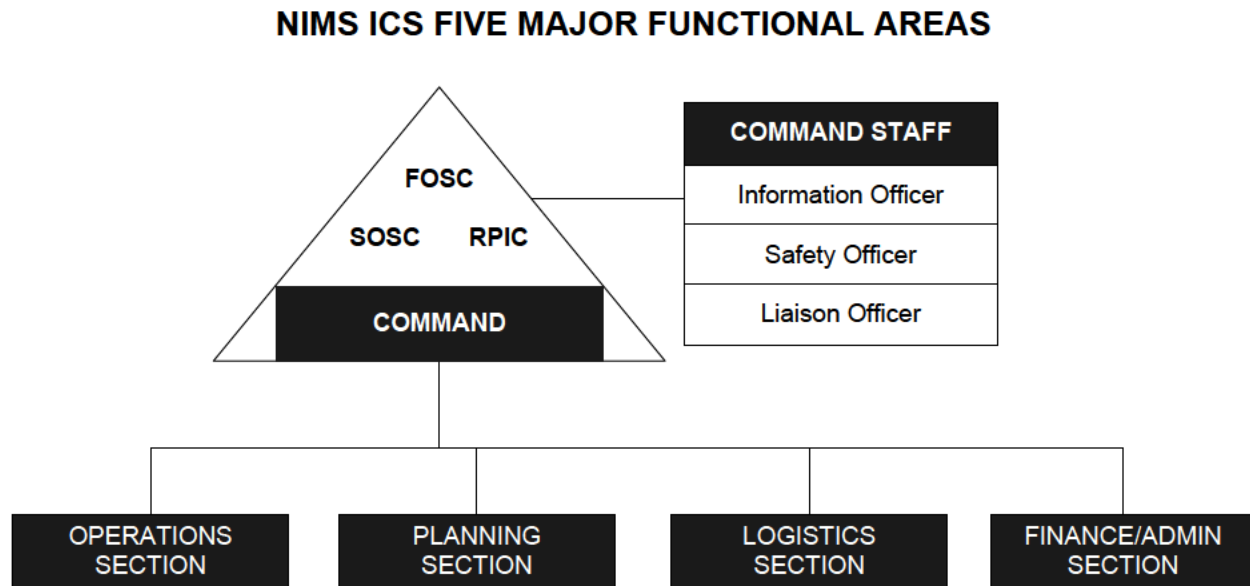 NIMS ICS FIVE MAJOR FUNCTIONAL AREAS
FOSC
SOSC RPIC
COMMAND
COMMAND STAFF
Information Officer
Safety Officer
Liaison Officer
OPERATIONS
SECTION
PLANNING
SECTION
LOGISTICS
SECTION
FINANCE/ADMIN
SECTION